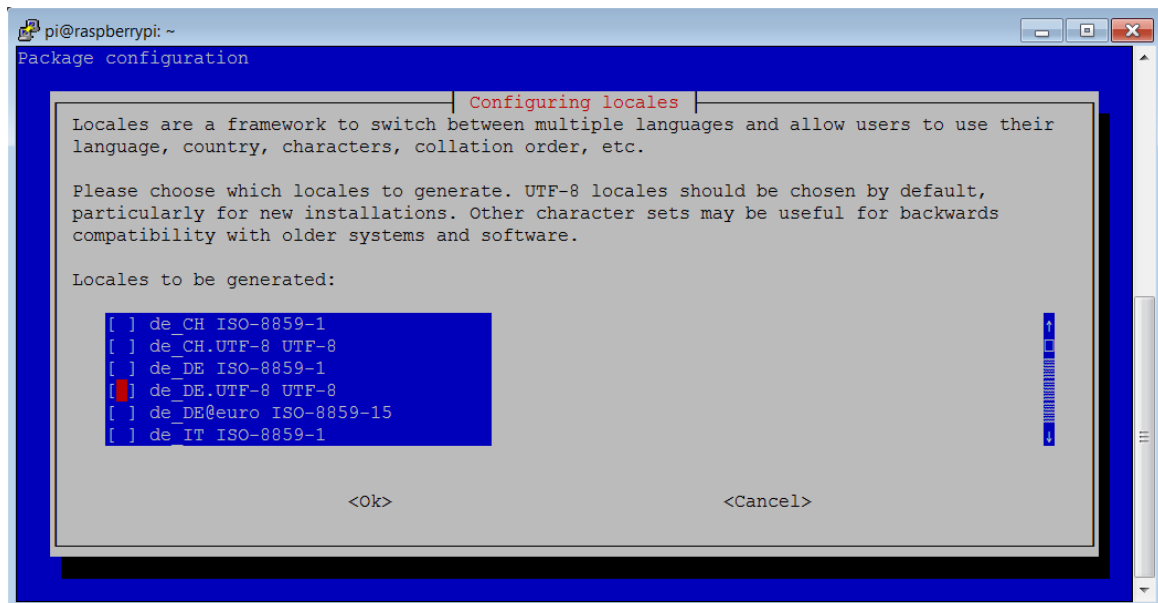 pi@raspberrypi: ~
Package configuration
Configuring locales
Locales are a framework to switch between multiple languages and allow users to use their
language, country, characters, collation order, etc.
Please choose which locales to generate. UTF-8 locales should be chosen by default,
particularly for new installations. Other character sets may be useful for backwards
compatibility with older systems and software.
Locales to be generated:
[ ] de_CH ISO-8859-1
[ ] de_CH.UTF-8 UTF-8
[ ] de_DE ISO-8859-1
[ ] de_DE.UTF-8 UTF-8
[ ] de_DE@euro ISO-8859-15
[ ] de_IT ISO-8859-1
<Ok> <Cancel>